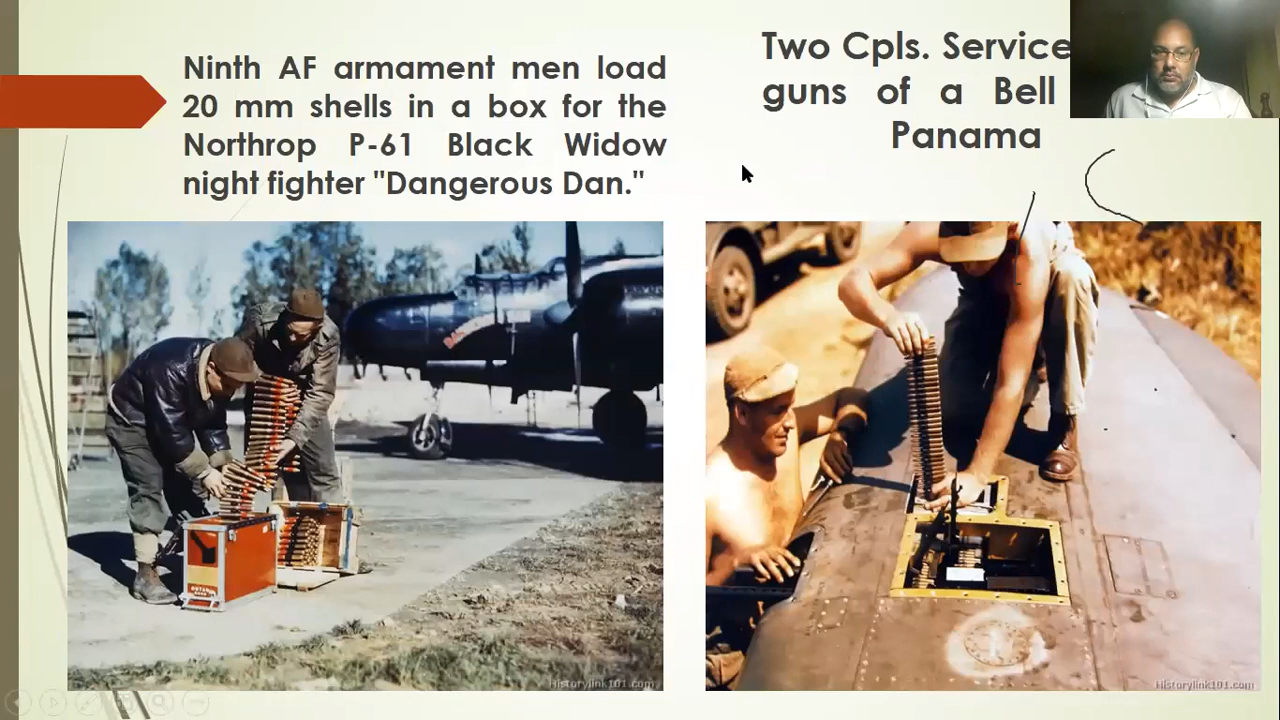 Ninth AF armament men load
20 mm shells in a box for the
Northrop P-61 Black Widow
night fighter "Dangerous Dan."
Two Cpls. Service
guns of a Bell
Panama
Historylink101.com
Historylink101.com